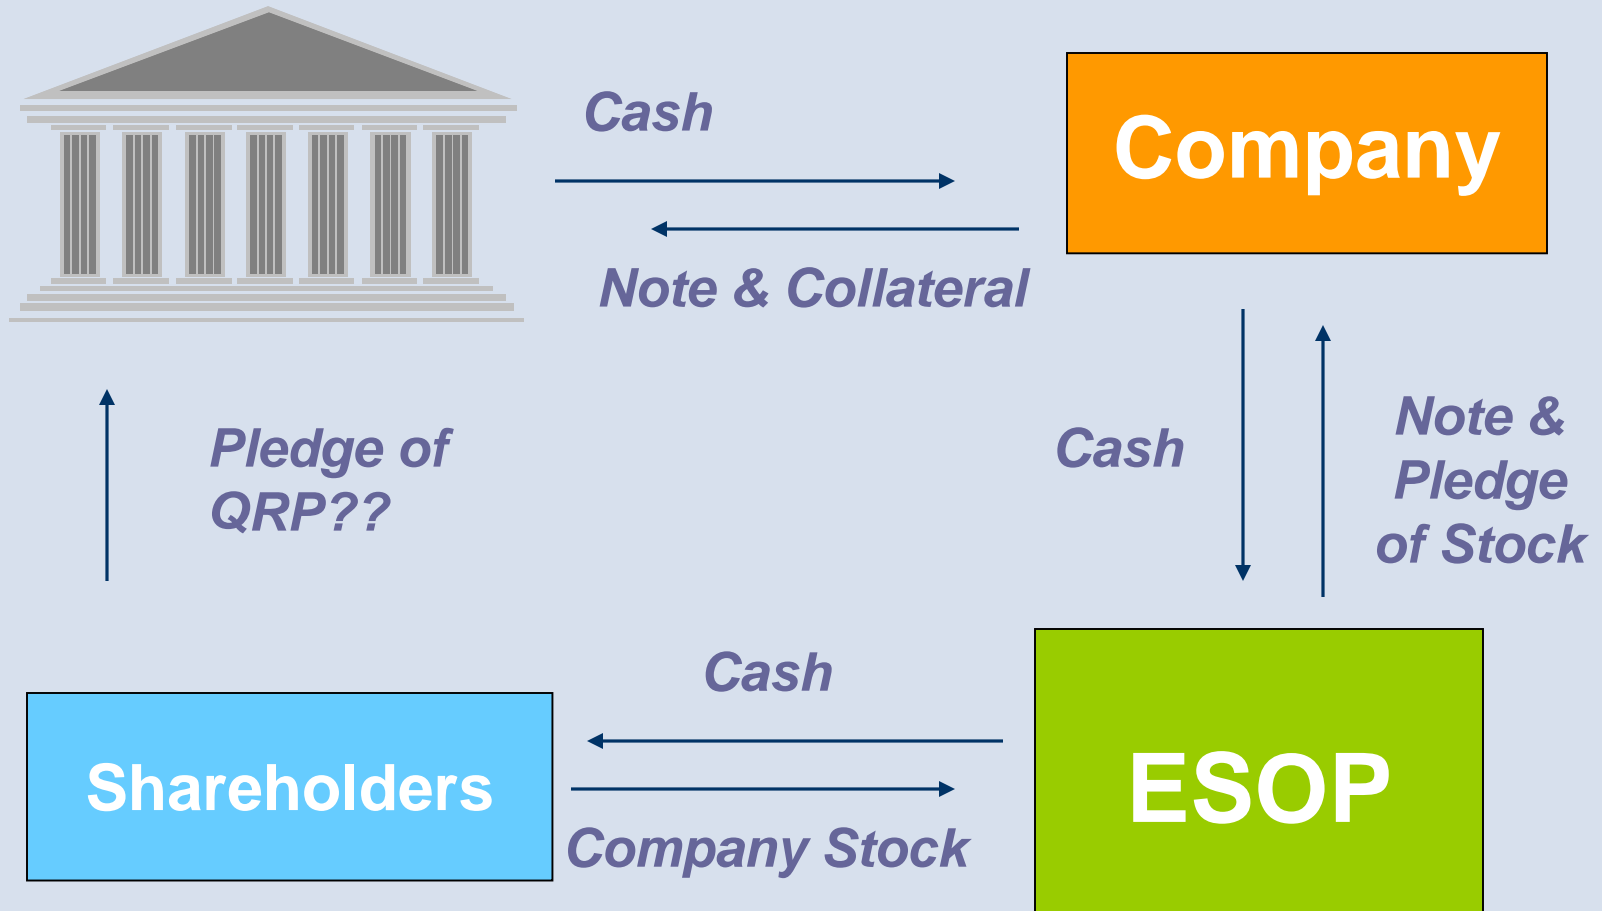 Cash
Company
Note & Collateral
Cash
Note &
Pledge
of Stock
Pledge of
QRP??
Cash
Shareholders
ESOP
Company Stock